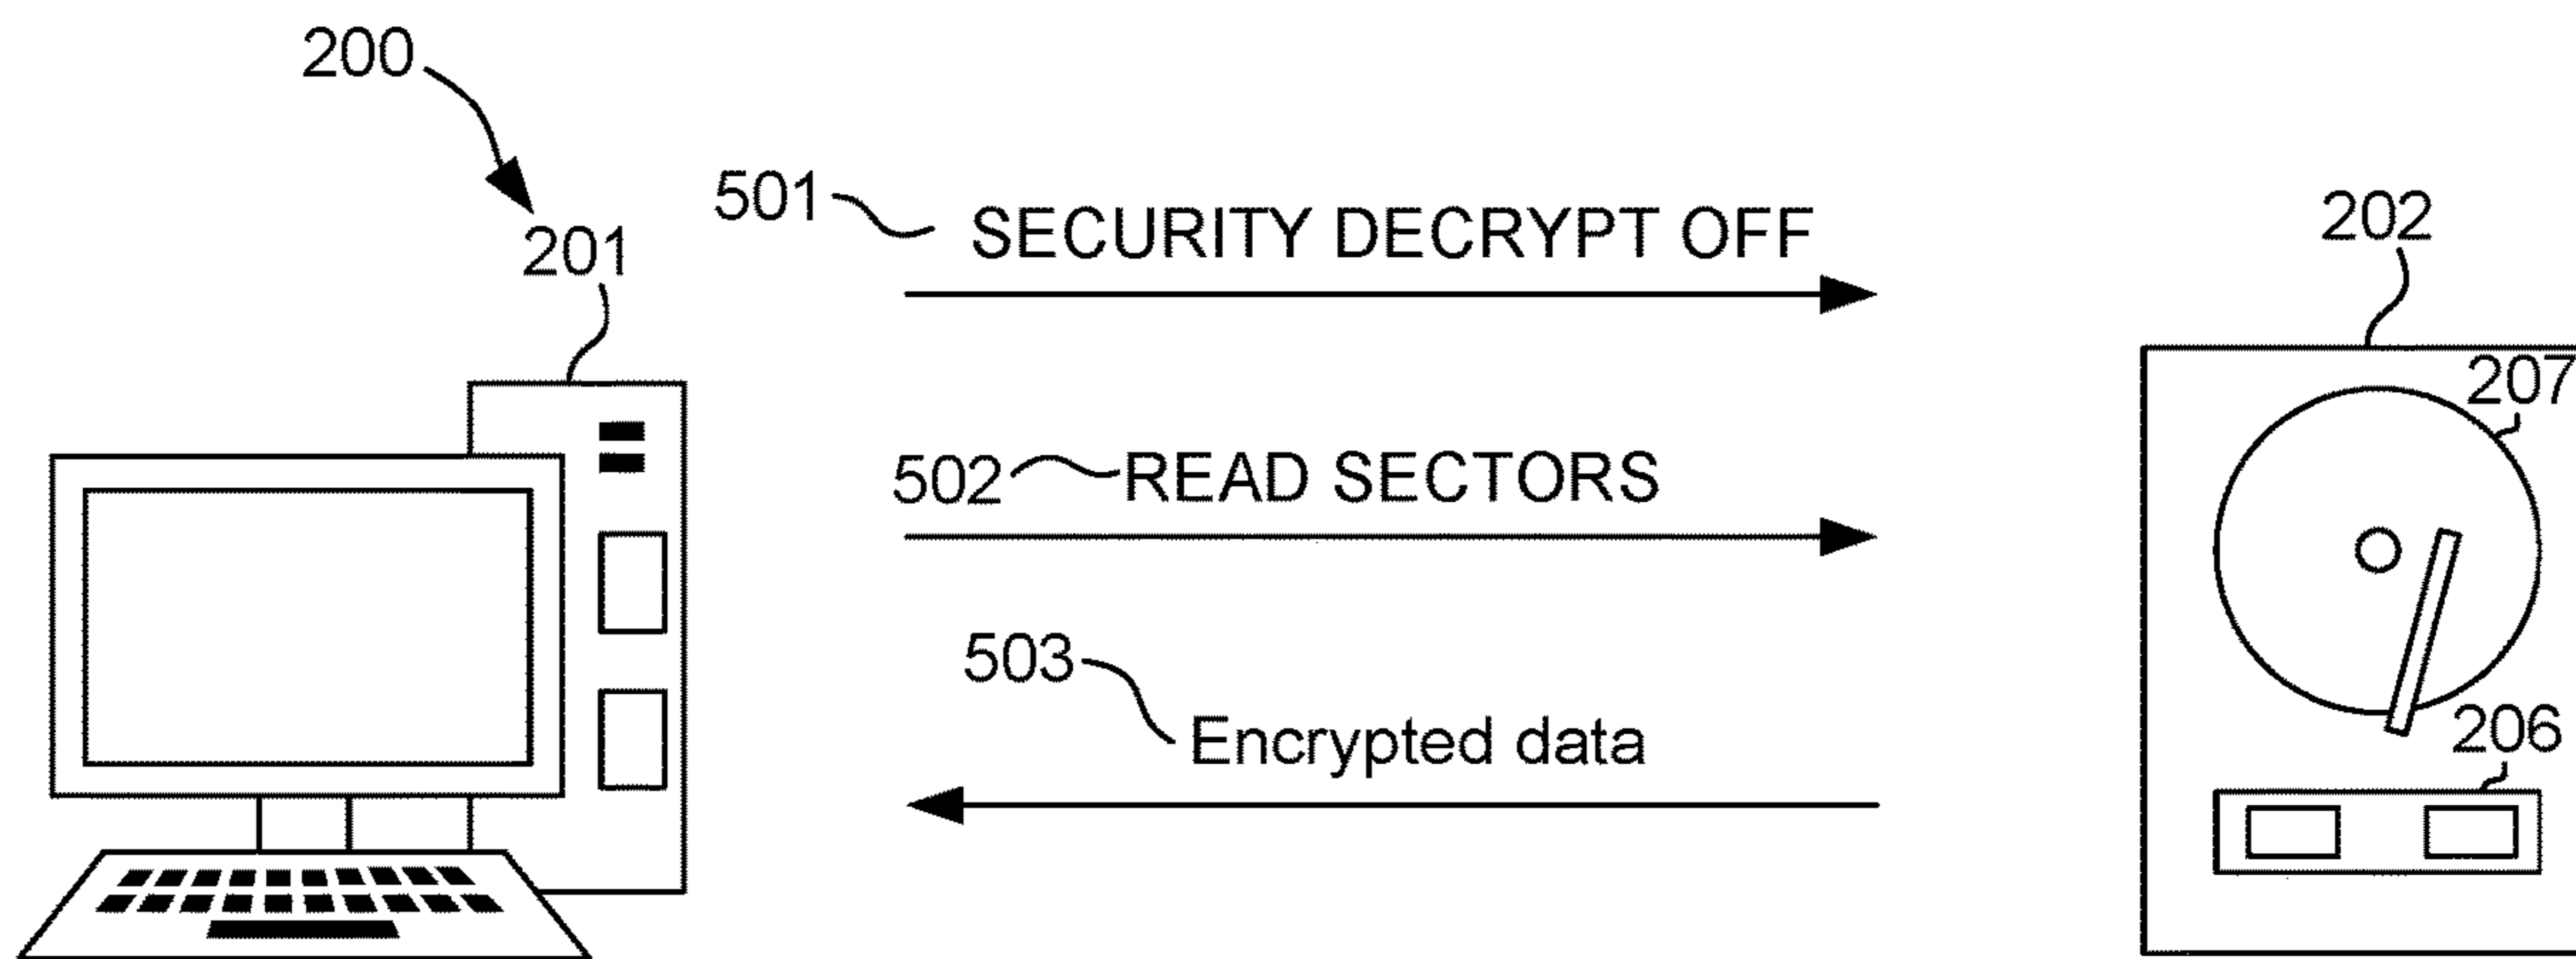 200
201
501 SECURITY DECRYPT OFF
202
207
502 READ SECTORS
503
Encrypted data
206